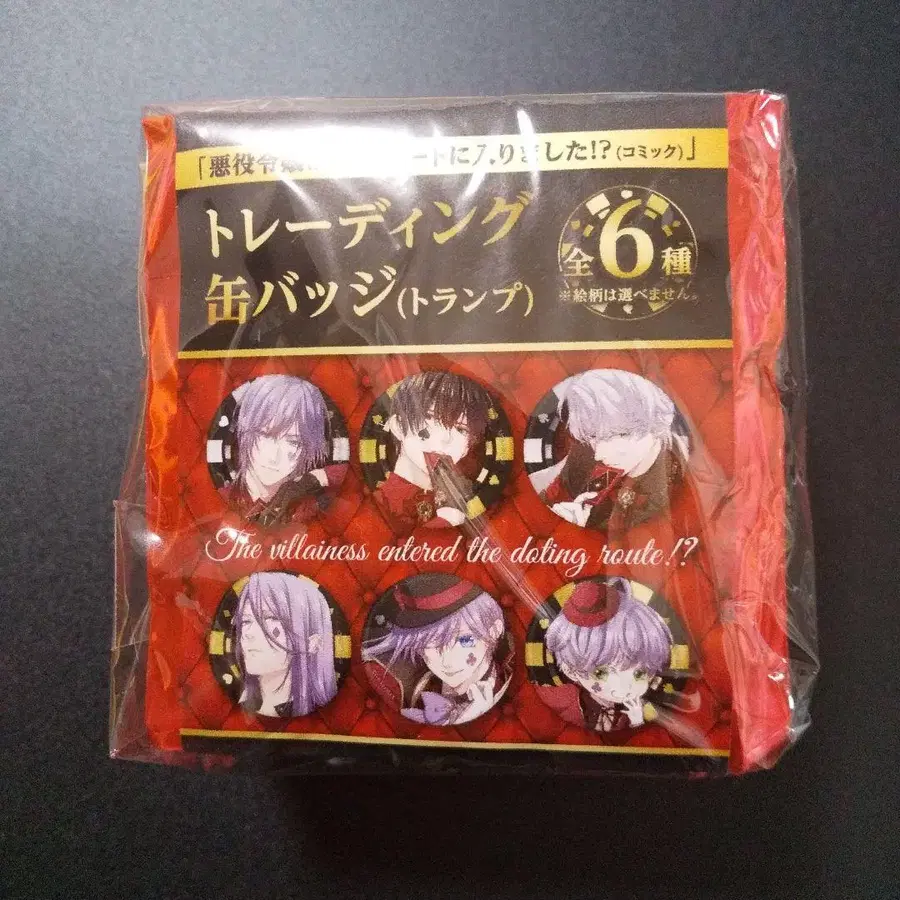 「悪役令嬢 ートに入りました!?(コミック)」
トレーディング
缶バッジ(トランプ)
全6種
※絵柄は選べません。
The villainess entered the doting route!?